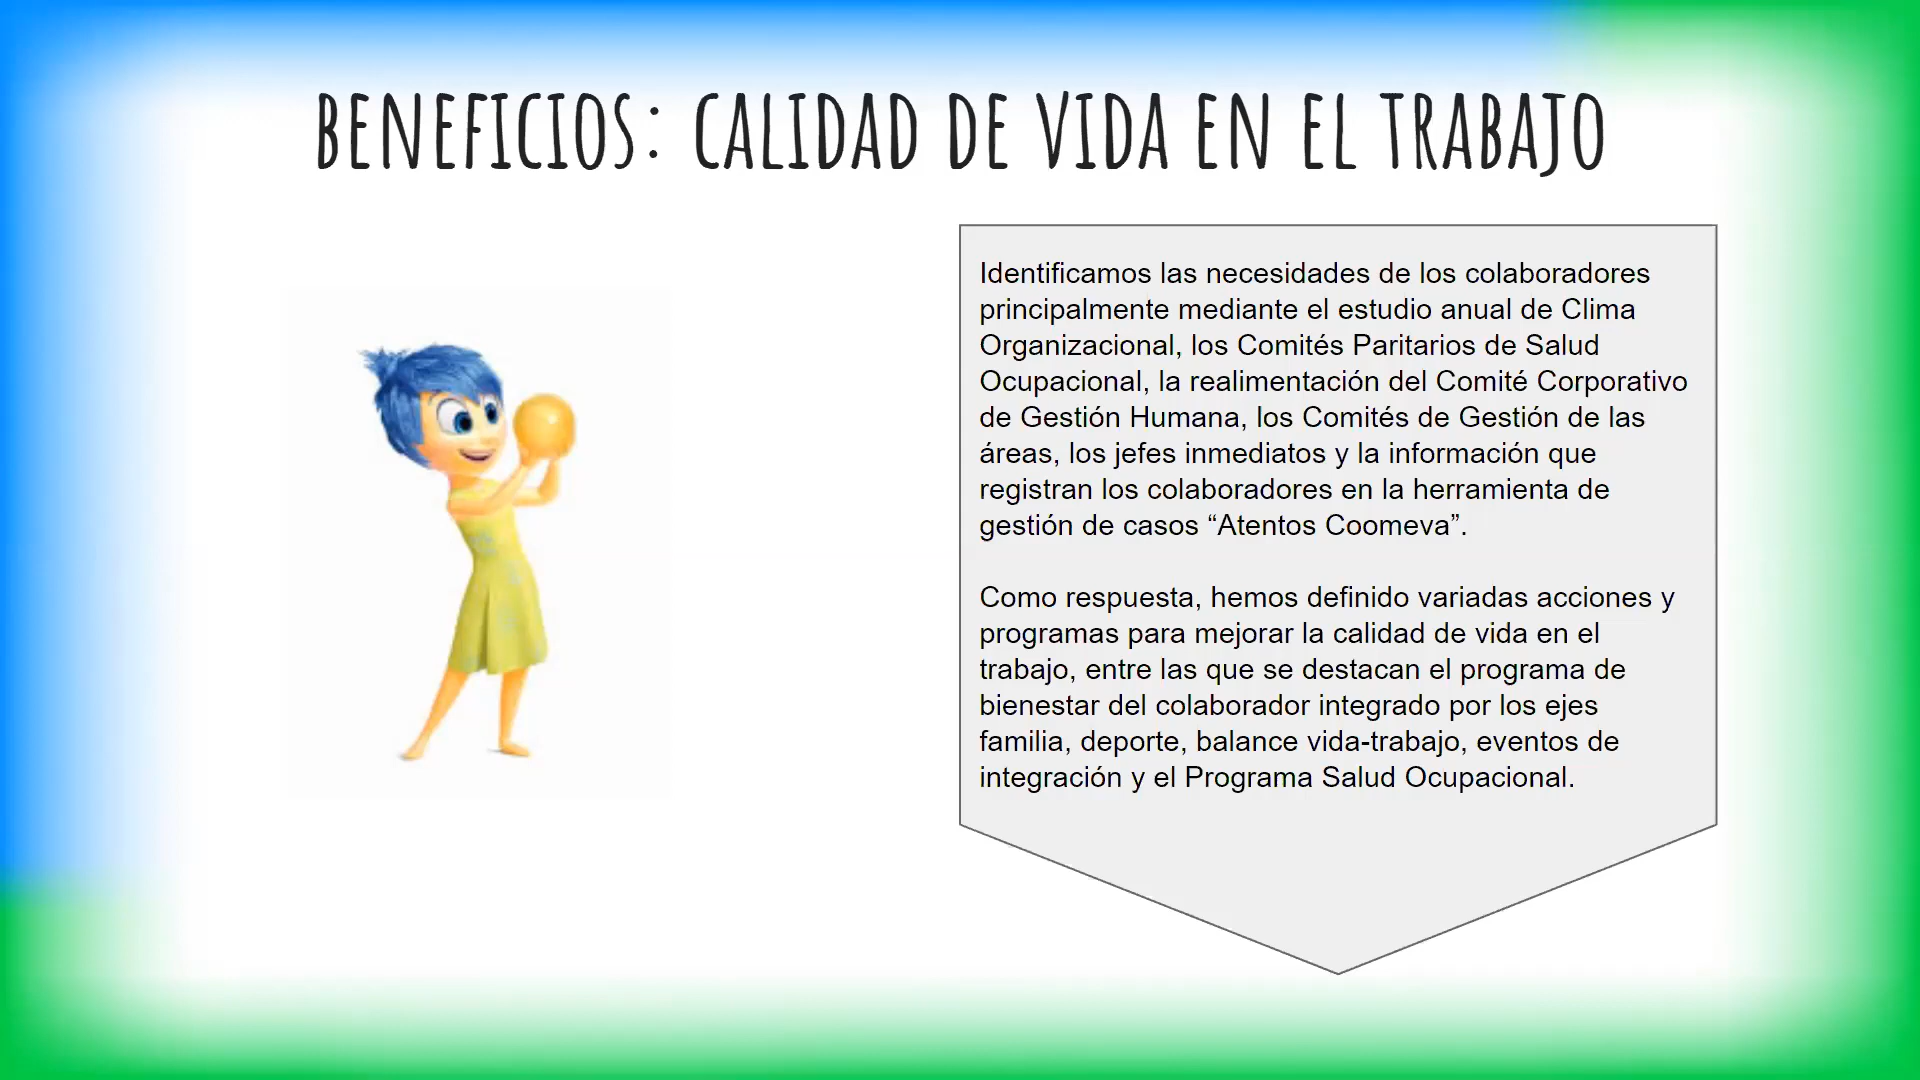 BENEFICIOS: CALIDAD DE VIDA EN EL TRABAJO
Identificamos las necesidades de los colaboradores
principalmente mediante el estudio anual de Clima
Organizacional, los Comités Paritarios de Salud
Ocupacional, la realimentación del Comité Corporativo
de Gestión Humana, los Comités de Gestión de las
áreas, los jefes inmediatos y la información que
registran los colaboradores en la herramienta de
gestión de casos “Atentos Coomeva”.
Como respuesta, hemos definido variadas acciones y
programas para mejorar la calidad de vida en el
trabajo, entre las que se destacan el programa de
bienestar del colaborador integrado por los ejes
familia, deporte, balance vida-trabajo, eventos de
integración y el Programa Salud Ocupacional.